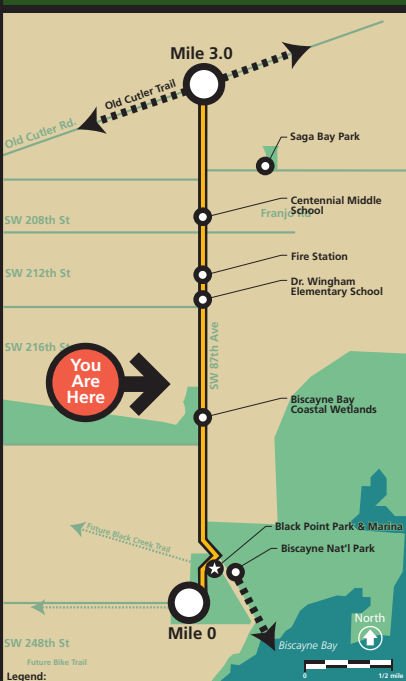 Mile 3.0
Old Cutler Trail
Old Cutler Rd.
Saga Bay Park
Centennial Middle
School
Franjo Rd
SW 208th St
Fire Station
SW 212th St
Dr. Wingham
Elementary School
SW 87th Ave
SW 216th St
You
Are
Here
Biscayne Bay
Coastal Wetlands
Black Point Park & Marina
Future Black Creek Trail
Biscayne Nat'l Park
Mile 0
North
SW 248th St
Biscayne Bay
Future Bike Trail
Legend:
0
1/2 mile